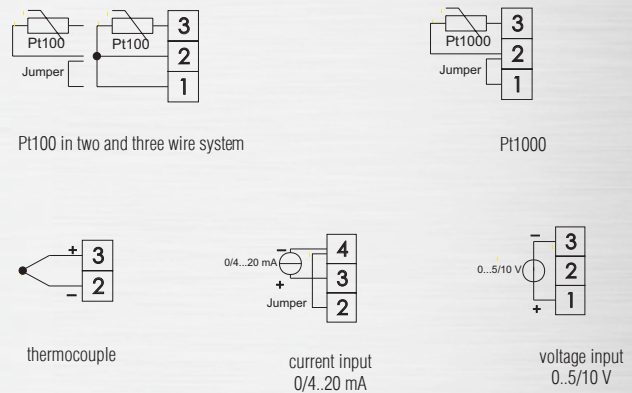 Pt100 Pt100 3
2
Jumper 1
Pt100 in two and three wire system
3
Pt1000 2
Jumper 1
Pt1000
+ 3
– 2
thermocouple
– 4
0/4...20 mA 3
+
Jumper 2
current input
0/4..20 mA
– 3
0...5/10 V 2
+ 1
voltage input
0..5/10 V